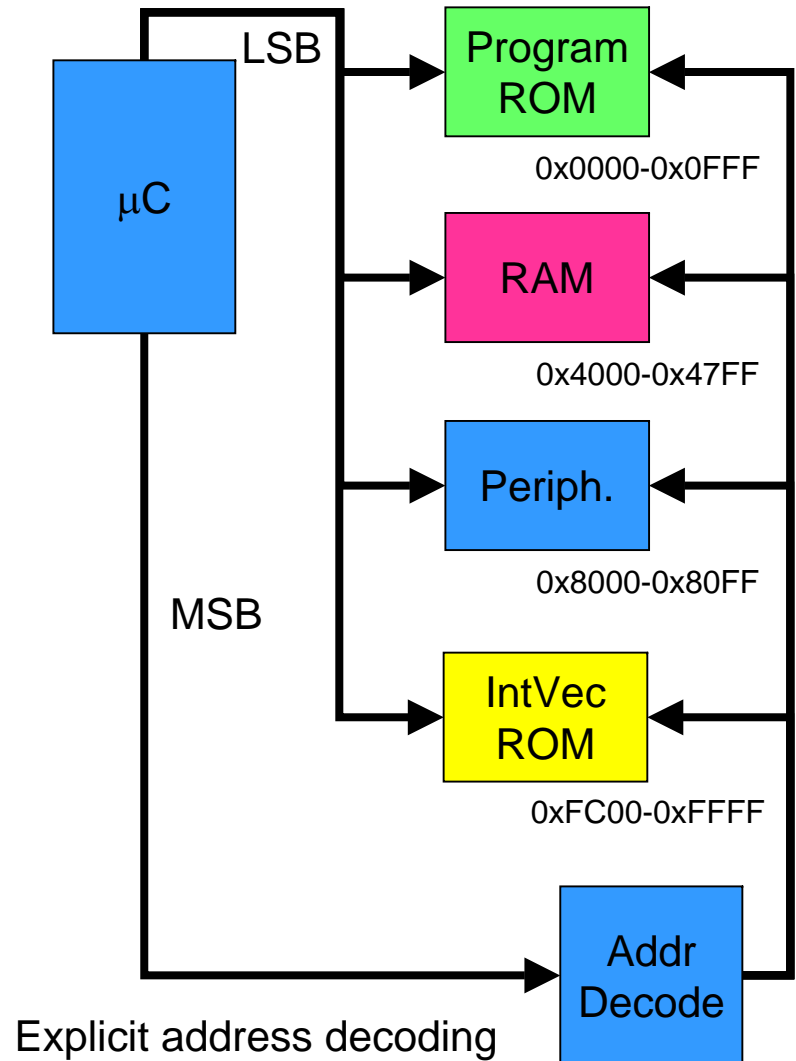 LSB
Program
ROM
0x0000-0x0FFF
μC
RAM
0x4000-0x47FF
Periph.
0x8000-0x80FF
MSB
IntVec
ROM
0xFC00-0xFFFF
Addr
Decode
Explicit address decoding